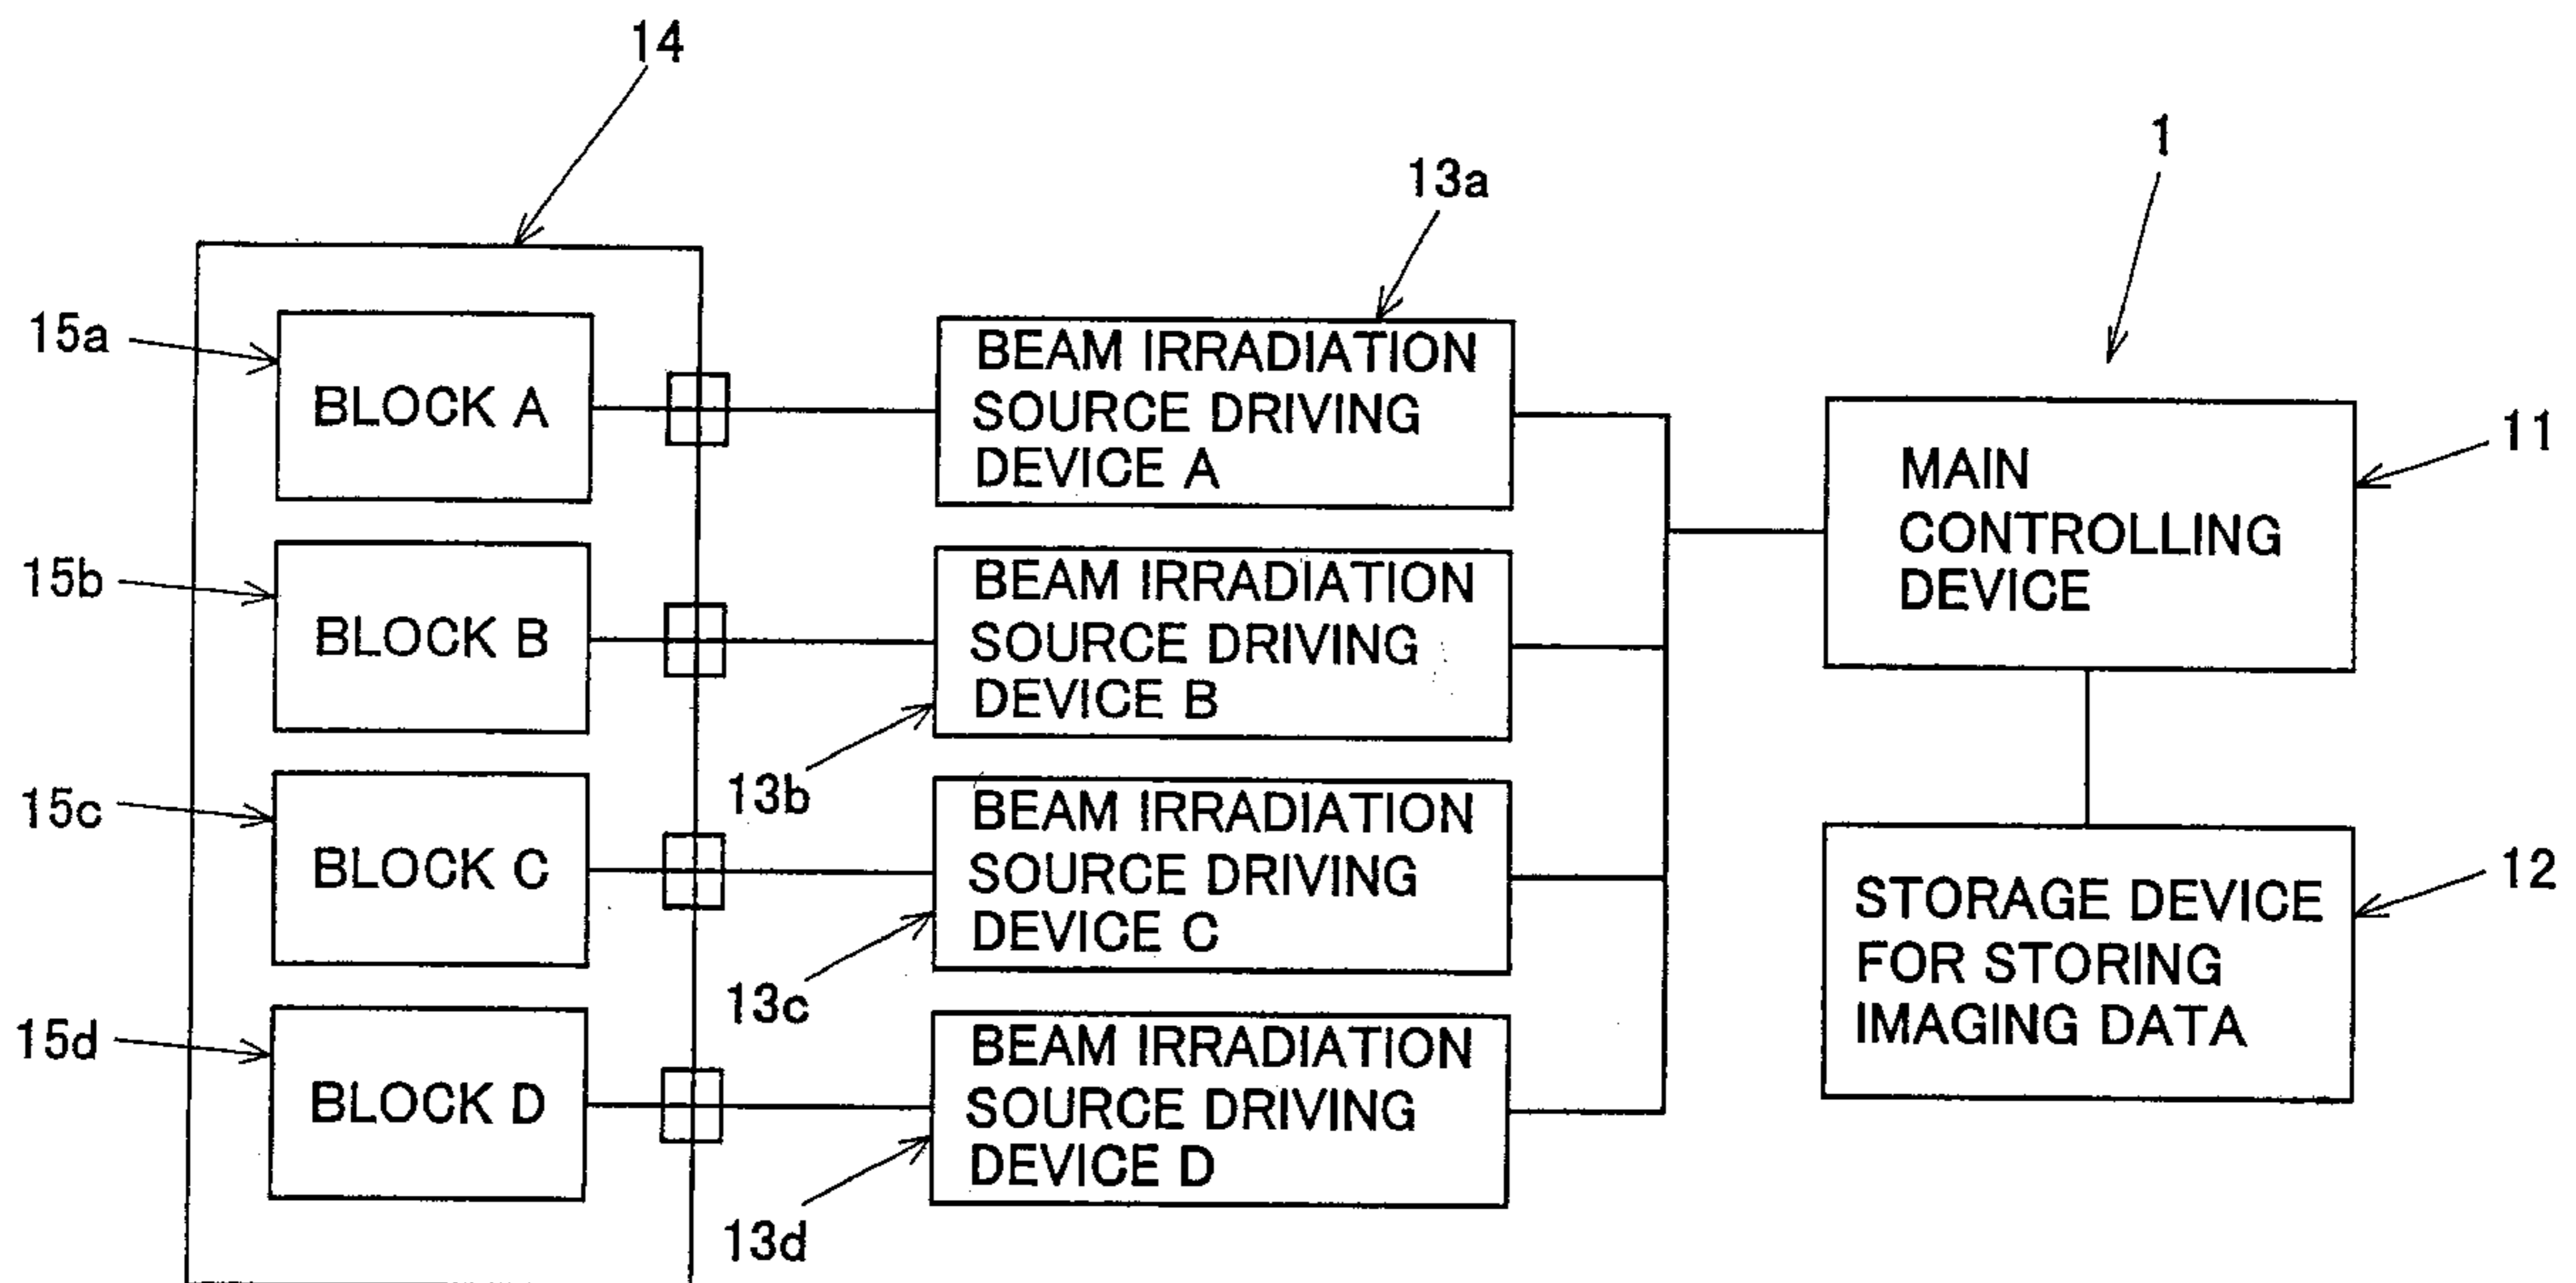 14
1
13a
15a
BLOCK A
BEAM IRRADIATION
SOURCE DRIVING
DEVICE A
MAIN
CONTROLLING
DEVICE
11
15b
BLOCK B
BEAM IRRADIATION
SOURCE DRIVING
DEVICE B
13b
15c
BLOCK C
BEAM IRRADIATION
SOURCE DRIVING
DEVICE C
13c
STORAGE DEVICE
FOR STORING
IMAGING DATA
12
15d
BLOCK D
BEAM IRRADIATION
SOURCE DRIVING
DEVICE D
13d